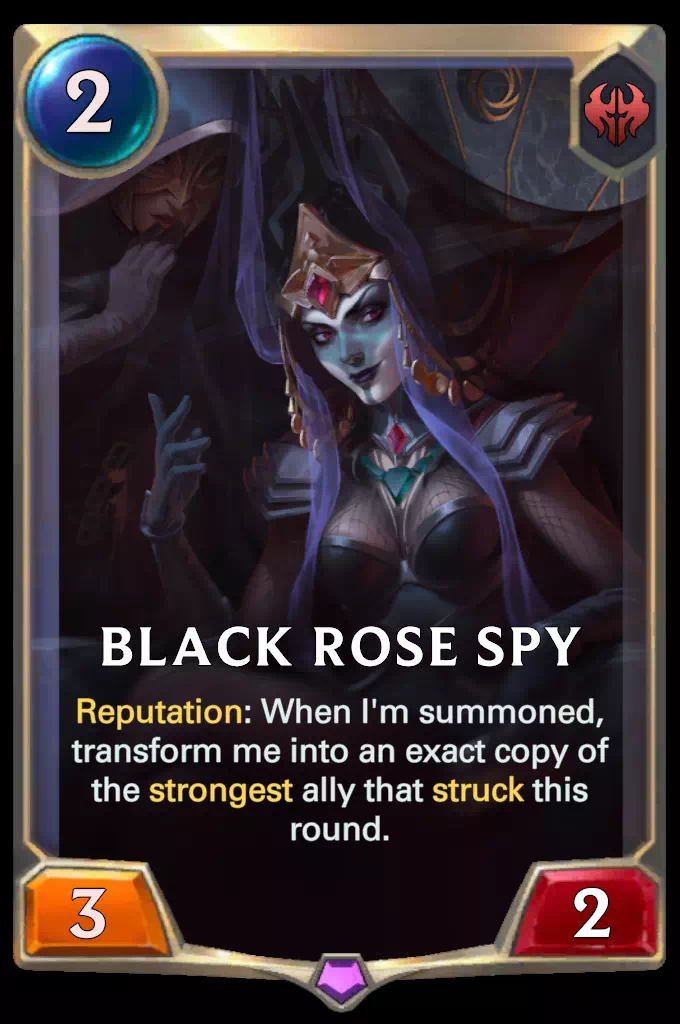 2
BLACK ROSE SPY
Reputation: When I'm summoned,
transform me into an exact copy of
the strongest ally that struck this
round.
3
2